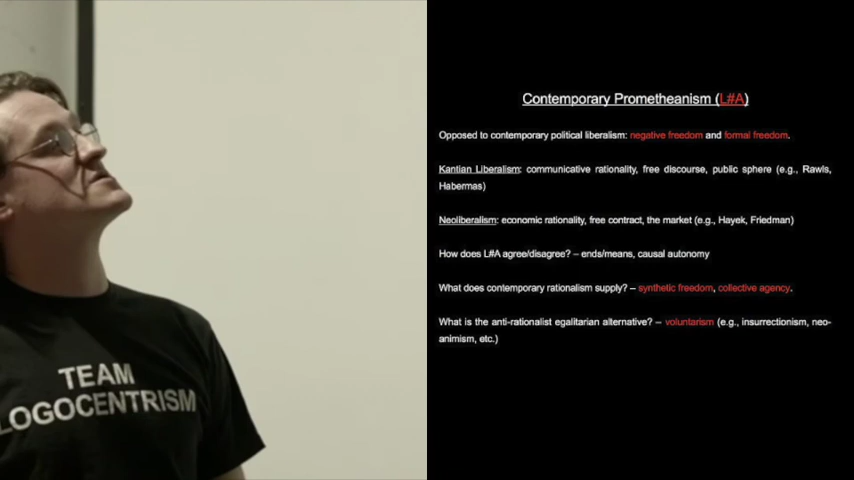 TEAM
LOGOCENTRISM
Contemporary Prometheanism (L#A)
Opposed to contemporary political liberalism: negative freedom and formal freedom.
Kantian Liberalism: communicative rationality, free discourse, public sphere (e.g., Rawls,
Habermas)
Neoliberalism: economic rationality, free contract, the market (e.g., Hayek, Friedman)
How does L#A agree/disagree? – ends/means, causal autonomy
What does contemporary rationalism supply? – synthetic freedom, collective agency.
What is the anti-rationalist egalitarian alternative? – voluntarism (e.g., insurrectionism, neo-
animism, etc.)